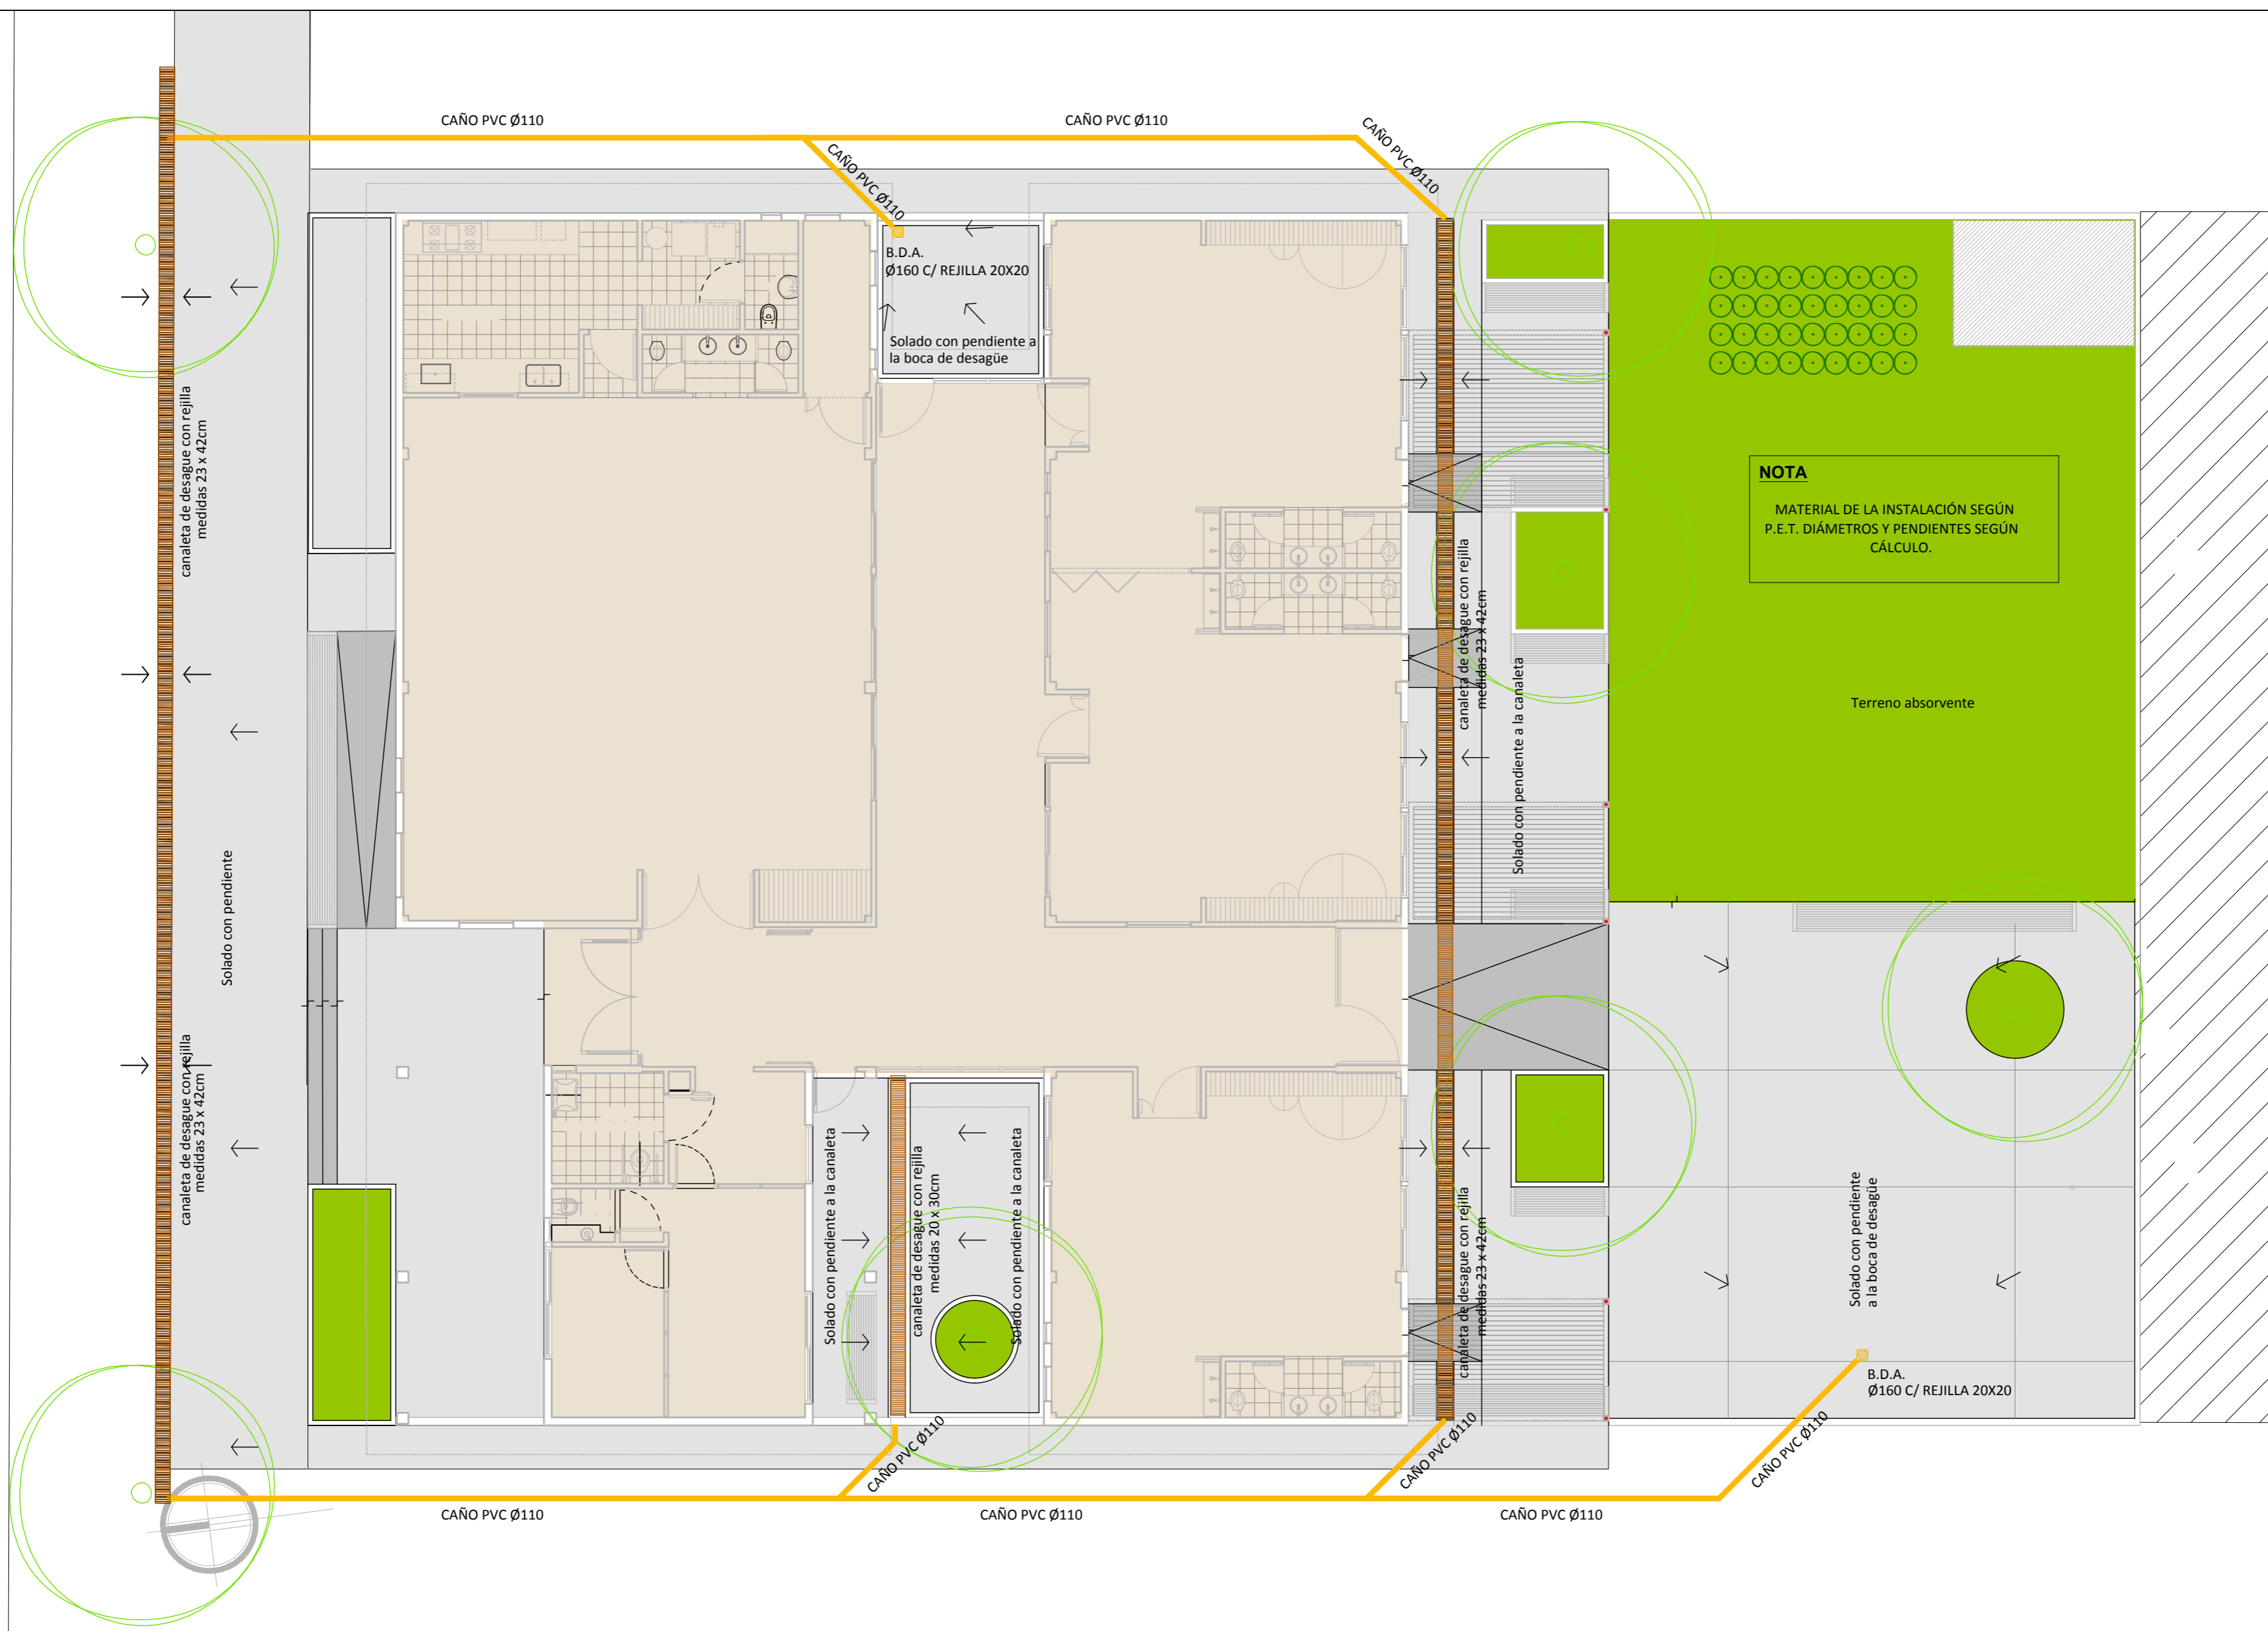 CAÑO PVC Ø110
CAÑO PVC Ø110
CAÑO PVC Ø110
CAÑO PVC Ø110
B.D.A.
Ø160 C/ REJILLA 20X20
Solado con pendiente a
la boca de desagüe
canaleta de desague con rejilla
medidas 23 x 42cm
NOTA
MATERIAL DE LA INSTALACIÓN SEGÚN
P.E.T. DIÁMETROS Y PENDIENTES SEGÚN
CÁLCULO.
canaleta de desague con rejilla
medidas 23 x 42cm
Solado con pendiente a la canaleta
Terreno absorvente
Solado con pendiente
canaleta de desague con rejilla
medidas 23 x 42cm
Solado con pendiente a la canaleta
canaleta de desague con rejilla
medidas 20 x 30cm
Solado con pendiente a la canaleta
canaleta de desague con rejilla
medidas 23 x 42cm
Solado con pendiente
a la boca de desagüe
B.D.A.
Ø160 C/ REJILLA 20X20
CAÑO PVC Ø110
CAÑO PVC Ø110
CAÑO PVC Ø110
CAÑO PVC Ø110
CAÑO PVC Ø110
CAÑO PVC Ø110